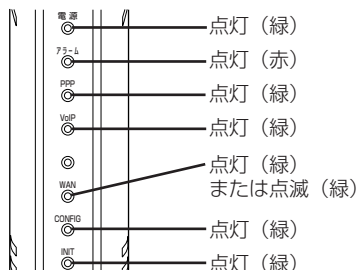 電源
点灯（緑）
アラーム
点灯（赤）
PPP
点灯（緑）
VoIP
点灯（緑）
点灯（緑）
または点滅（緑）
WAN
CONFIG
点灯（緑）
INIT
点灯（緑）